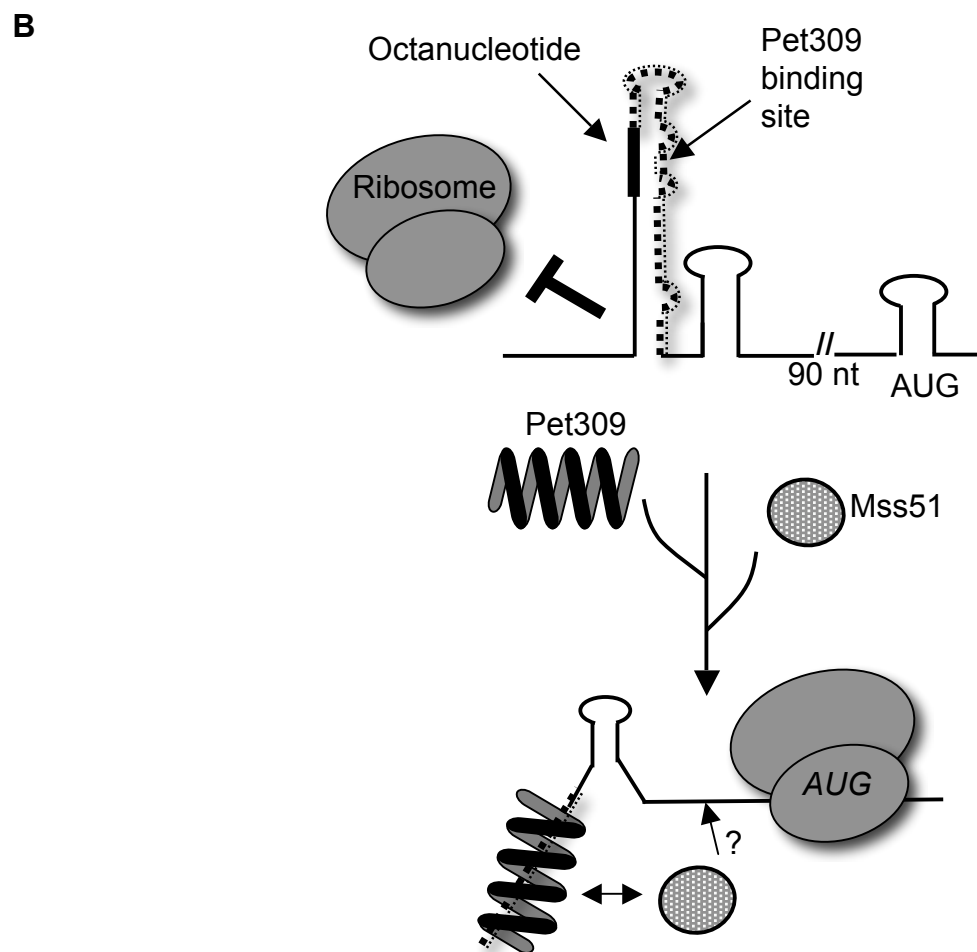 B
Octanucleotide
Pet309
binding
site
Ribosome
//
90 nt
AUG
Pet309
Mss51
AUG
?